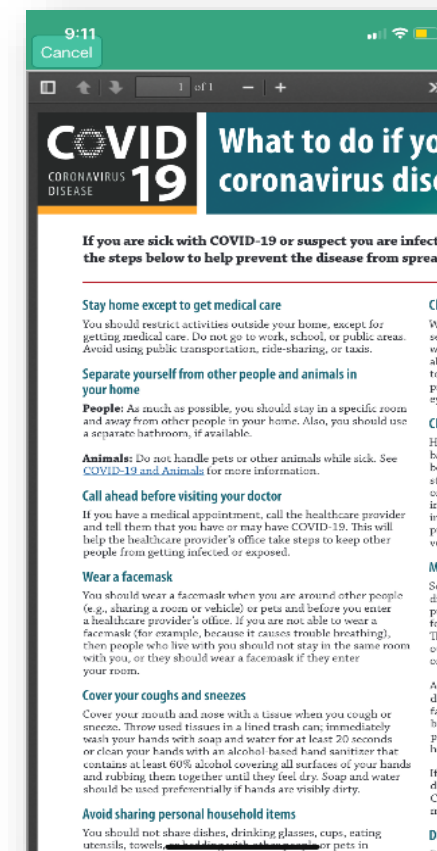 9:11
Cancel
1 of 1
COVID
CORONAVIRUS
DISEASE
19
What to do if yo
coronavirus dise
If you are sick with COVID-19 or suspect you are infect
the steps below to help prevent the disease from sprea
Stay home except to get medical care
You should restrict activities outside your home, except for
getting medical care. Do not go to work, school, or public areas.
Avoid using public transportation, ride-sharing, or taxis.
Separate yourself from other people and animals in
your home
People: As much as possible, you should stay in a specific room
and away from other people in your home. Also, you should use
a separate bathroom, if available.
Animals: Do not handle pets or other animals while sick. See
COVID-19 and Animals for more information.
Call ahead before visiting your doctor
If you have a medical appointment, call the healthcare provider
and tell them that you have or may have COVID-19. This will
help the healthcare provider's office take steps to keep other
people from getting infected or exposed.
Wear a facemask
You should wear a facemask when you are around other people
(e.g., sharing a room or vehicle) or pets and before you enter
a healthcare provider's office. If you are not able to wear a
facemask (for example, because it causes trouble breathing),
then people who live with you should not stay in the same room
with you, or they should wear a facemask if they enter
your room.
Cover your coughs and sneezes
Cover your mouth and nose with a tissue when you cough or
sneeze. Throw used tissues in a lined trash can; immediately
wash your hands with soap and water for at least 20 seconds
or clean your hands with an alcohol-based hand sanitizer that
contains at least 60% alcohol covering all surfaces of your hands
and rubbing them together until they feel dry. Soap and water
should be used preferentially if hands are visibly dirty.
Avoid sharing personal household items
You should not share dishes, drinking glasses, cups, eating
utensils, towels, or pets in